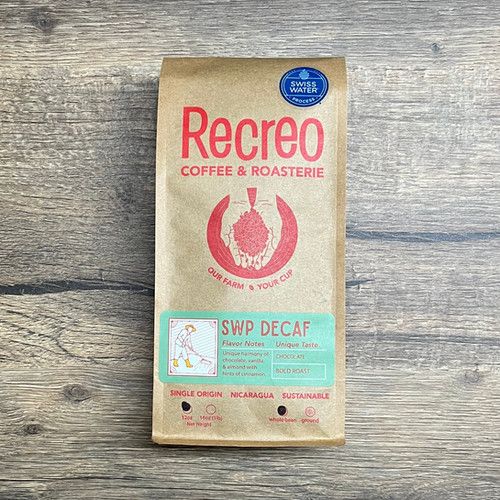 SWISS
WATER
PROCESS
Recreo
COFFEE & ROASTERIE
OUR FARM YOUR CUP
SWP DECAF
Flavor Notes Unique Taste
Unique harmony of
chocolate, vanilla
& almond with
hints of cinnamon.
CHOCOLATE
BOLD ROAST
SINGLE ORIGIN NICARAGUA SUSTAINABLE
12oz 16oz (1lb)
Net Weight
whole bean ground